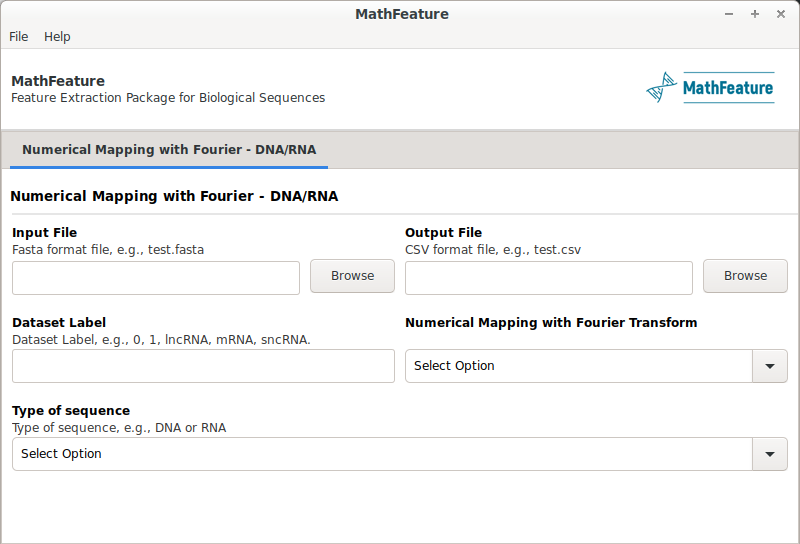 MathFeature
File Help
MathFeature
Feature Extraction Package for Biological Sequences
MathFeature
Numerical Mapping with Fourier - DNA/RNA
Numerical Mapping with Fourier - DNA/RNA
Input File
Fasta format file, e.g., test.fasta
Browse
Output File
CSV format file, e.g., test.csv
Browse
Dataset Label
Dataset Label, e.g., 0, 1, lncRNA, mRNA, sncRNA.
Numerical Mapping with Fourier Transform
Select Option
Type of sequence
Type of sequence, e.g., DNA or RNA
Select Option